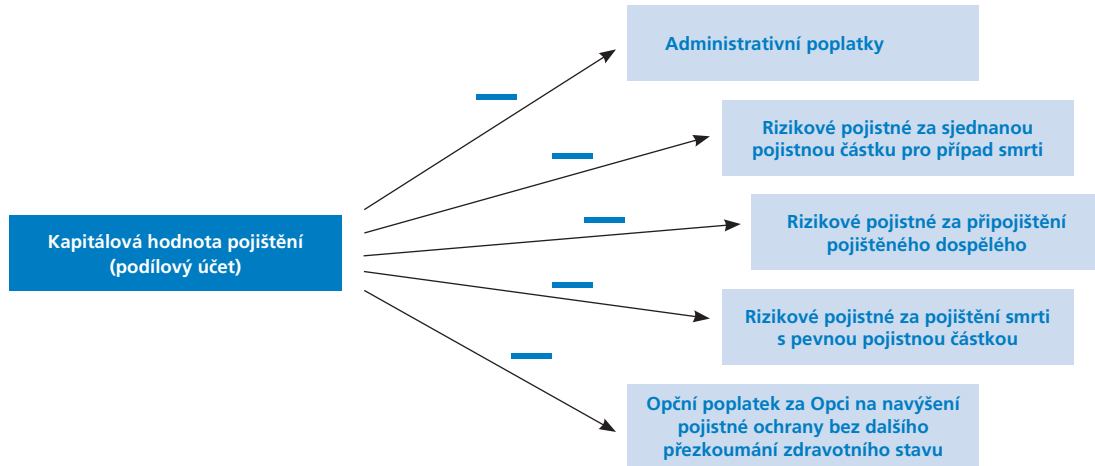 Administrativní poplatky
Rizikové pojistné za sjednanou
pojistnou částku pro případ smrti
Kapitálová hodnota pojištění
(podílový účet)
Rizikové pojistné za připojištění
pojištěného dospělého
Rizikové pojistné za pojištění smrti
s pevnou pojistnou částkou
Opční poplatek za Opci na navýšení
pojistné ochrany bez dalšího
přezkoumání zdravotního stavu